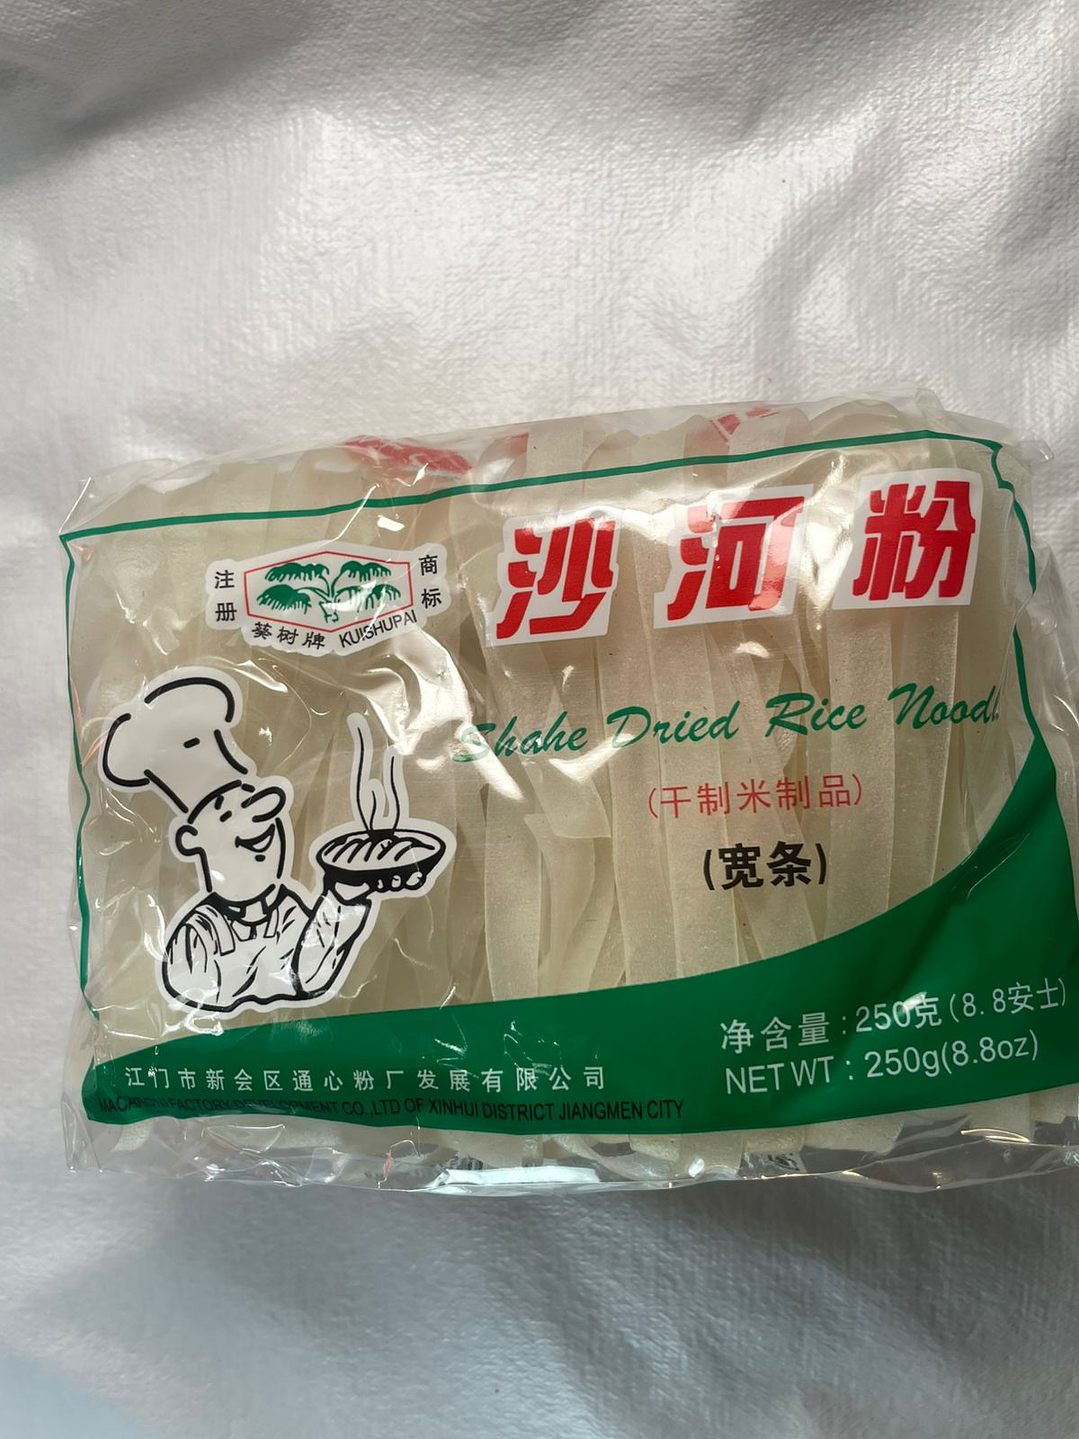 沙河粉
注册
商标
葵树牌 KUISHUPAI
Shahe Dried Rice
(干制米制品)
(宽条)
净含量:250克(8.8安士)
NET WT : 250g(8.8oz)
江门市新会区通心粉厂发展有限公司
MACARONI FACTORY DEVELOPMENT CO.,LTD OF XINHUI DISTRICT JIANGMEN CITY